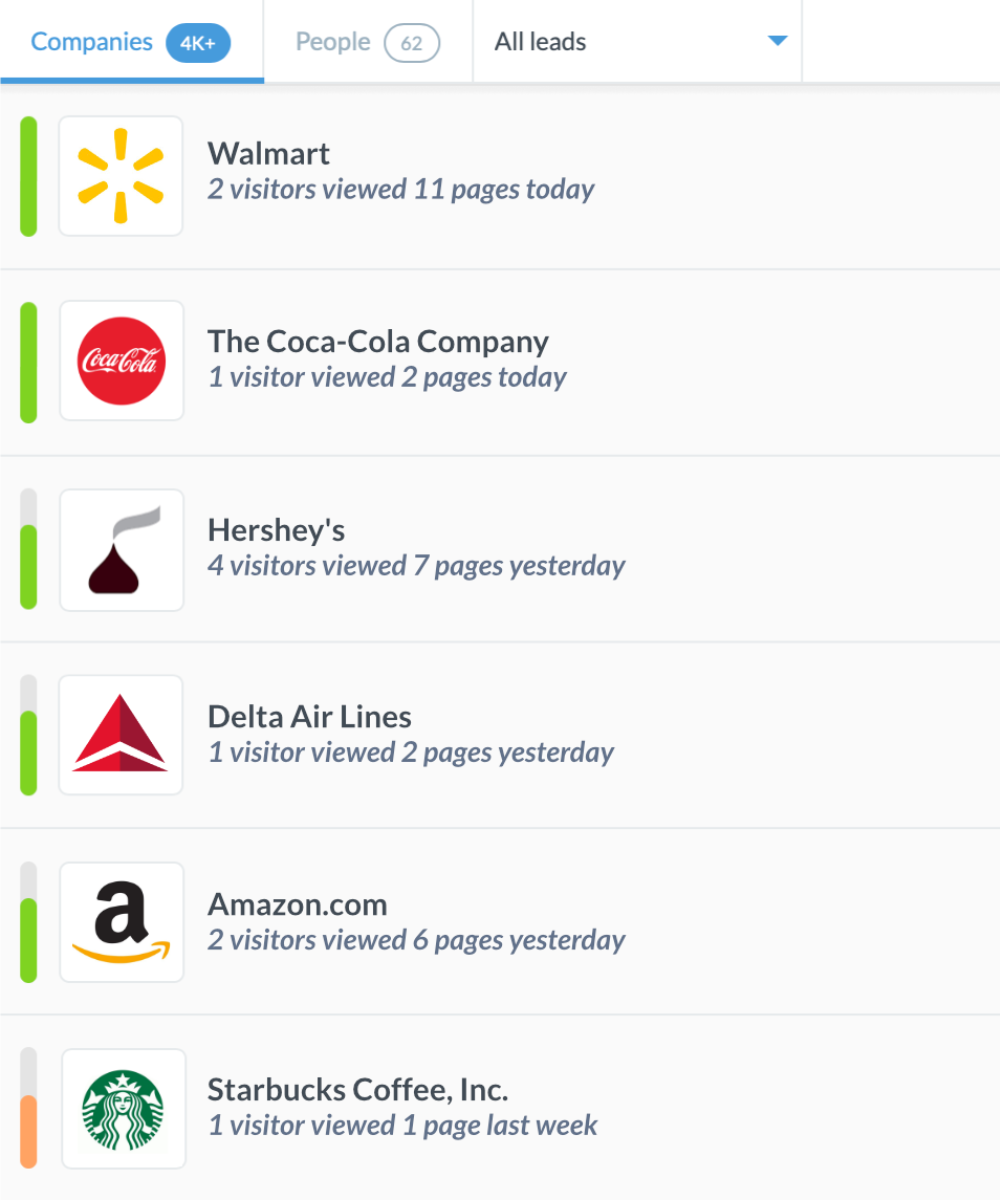 Companies 4K+ People 62 All leads
Walmart
2 visitors viewed 11 pages today
Coca-Cola
The Coca-Cola Company
1 visitor viewed 2 pages today
Hershey's
4 visitors viewed 7 pages yesterday
Delta Air Lines
1 visitor viewed 2 pages yesterday
a
Amazon.com
2 visitors viewed 6 pages yesterday
Starbucks Coffee, Inc.
1 visitor viewed 1 page last week